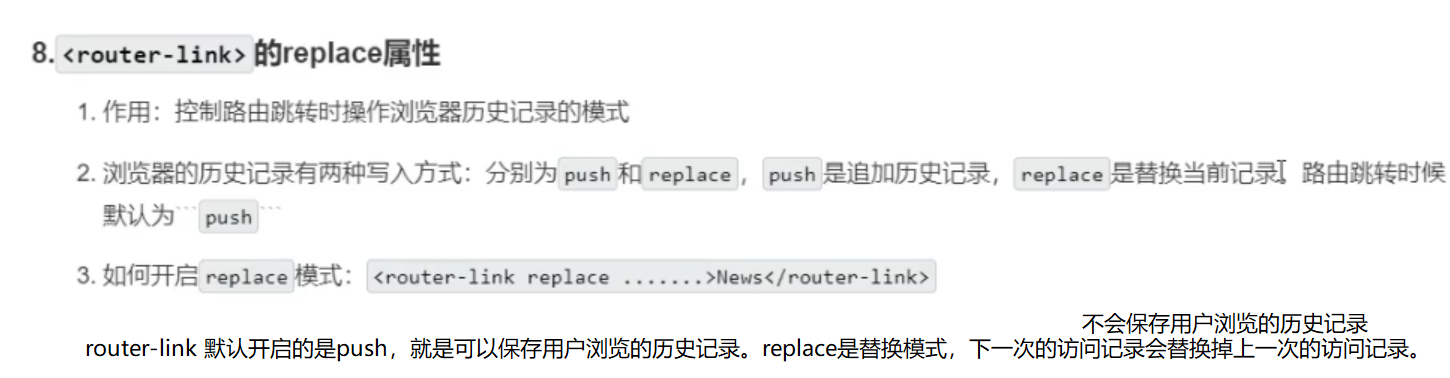 8.<router-link>的replace属性
1. 作用：控制路由跳转时操作浏览器历史记录的模式
2. 浏览器的历史记录有两种写入方式：分别为push和replace，push是追加历史记录，replace是替换当前记录。路由跳转时候
默认为```push```
3. 如何开启replace模式：<router-link replace .......>News</router-link>
不会保存用户浏览的历史记录
router-link 默认开启的是push，就是可以保存用户浏览的历史记录。replace是替换模式，下一次的访问记录会替换掉上一次的访问记录。